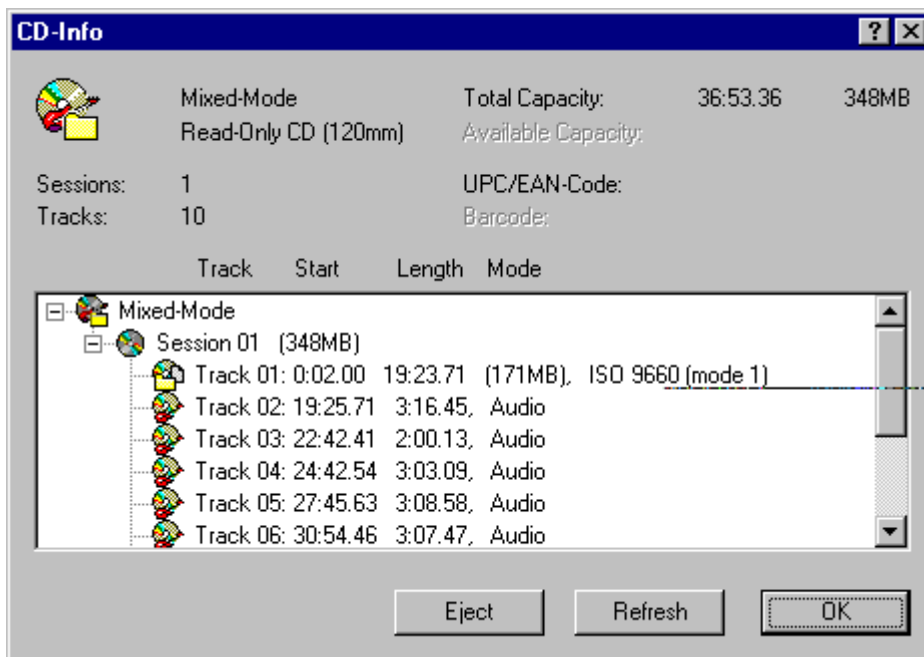 CD-Info
Mixed-Mode Total Capacity: 36:53.36 348MB
Read-Only CD (120mm) Available Capacity:
Sessions: 1 UPC/EAN-Code:
Tracks: 10 Barcode:
Track Start Length Mode
Mixed-Mode
Session 01 (348MB)
Track 01: 0:02.00 19:23.71 (171MB), ISO 9660 (mode 1)
Track 02: 19:25.71 3:16.45, Audio
Track 03: 22:42.41 2:00.13, Audio
Track 04: 24:42.54 3:03.09, Audio
Track 05: 27:45.63 3:08.58, Audio
Track 06: 30:54.46 3:07.47, Audio
Eject Refresh OK